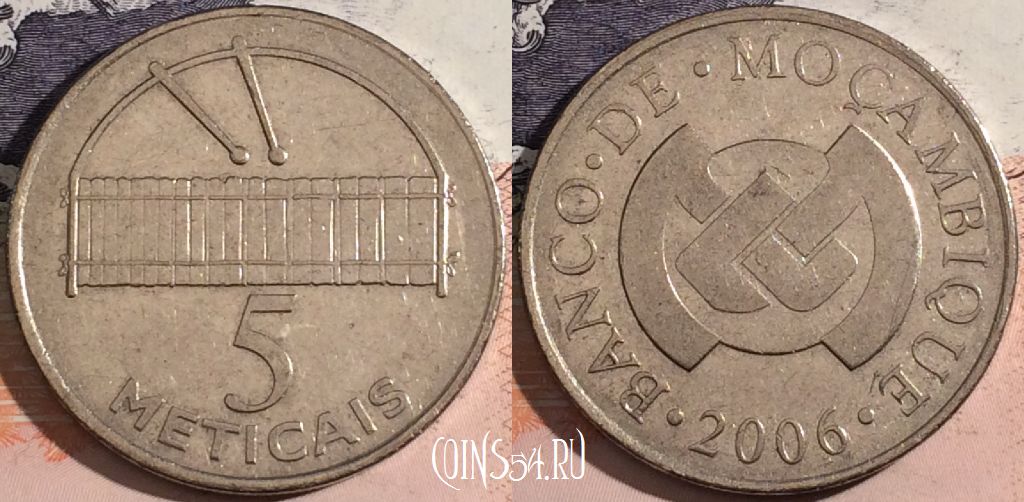 5
METICAIS
BANCO·DE·MOÇAMBIQUE·
2006·
COINS54.RU